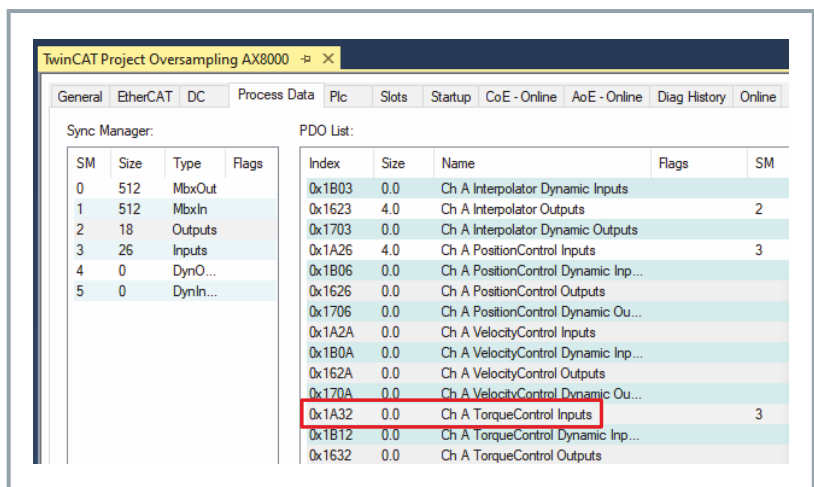 TwinCAT Project Oversampling AX8000
General EtherCAT DC Process Data Plc Slots Startup CoE - Online AoE - Online Diag History Online
Sync Manager: PDO List:
SM Size Type Flags Index Size Name Flags SM
0 512 MbxOut 0x1B03 0.0 Ch A Interpolator Dynamic Inputs
1 512 MbxIn 0x1623 4.0 Ch A Interpolator Outputs 2
2 18 Outputs 0x1703 0.0 Ch A Interpolator Dynamic Outputs
3 26 Inputs 0x1A26 4.0 Ch A PositionControl Inputs 3
4 0 DynO... 0x1B06 0.0 Ch A PositionControl Dynamic Inp...
5 0 DynIn... 0x1626 0.0 Ch A PositionControl Outputs
0x1706 0.0 Ch A PositionControl Dynamic Ou...
0x1A2A 0.0 Ch A VelocityControl Inputs
0x1B0A 0.0 Ch A VelocityControl Dynamic Inp...
0x162A 0.0 Ch A VelocityControl Outputs
0x170A 0.0 Ch A VelocityControl Dynamic Ou...
0x1A32 0.0 Ch A TorqueControl Inputs 3
0x1B12 0.0 Ch A TorqueControl Dynamic Inp...
0x1632 0.0 Ch A TorqueControl Outputs